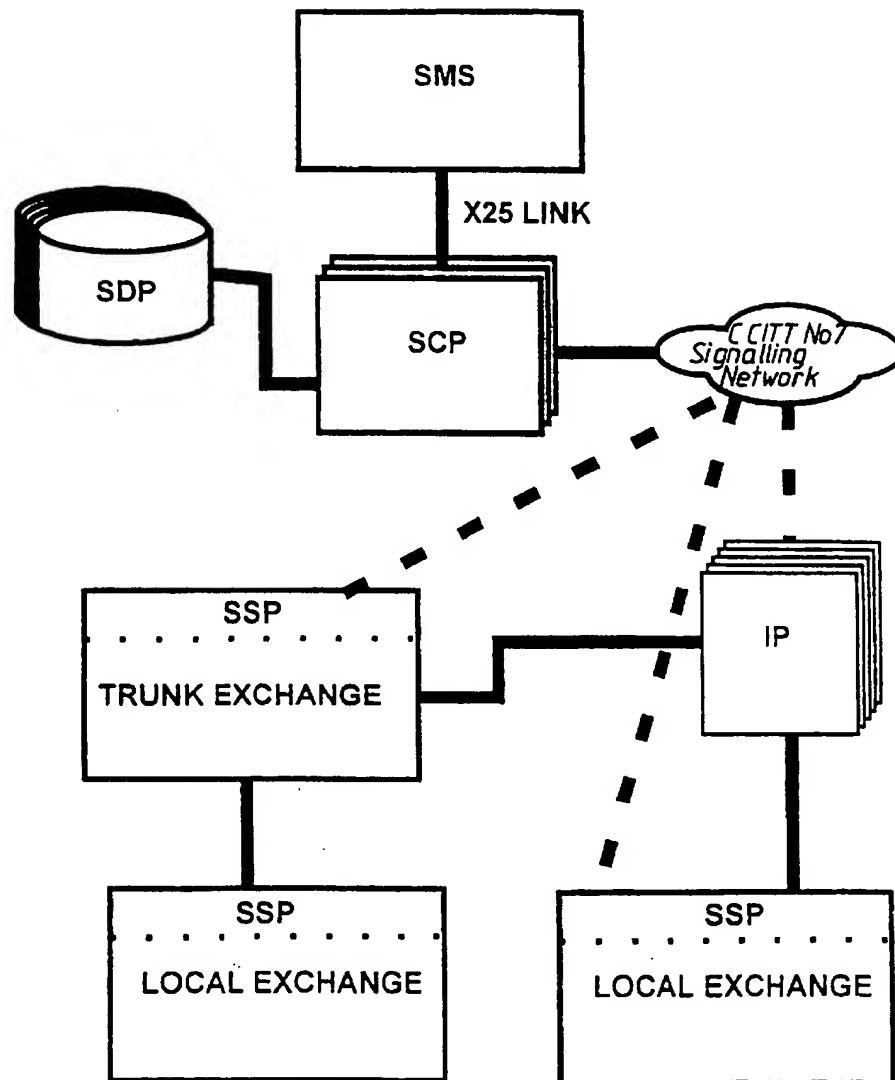 SMS
X25 LINK
SDP
SCP
CCITT No7
Signalling
Network
SSP
TRUNK EXCHANGE
IP
SSP
LOCAL EXCHANGE
SSP
LOCAL EXCHANGE